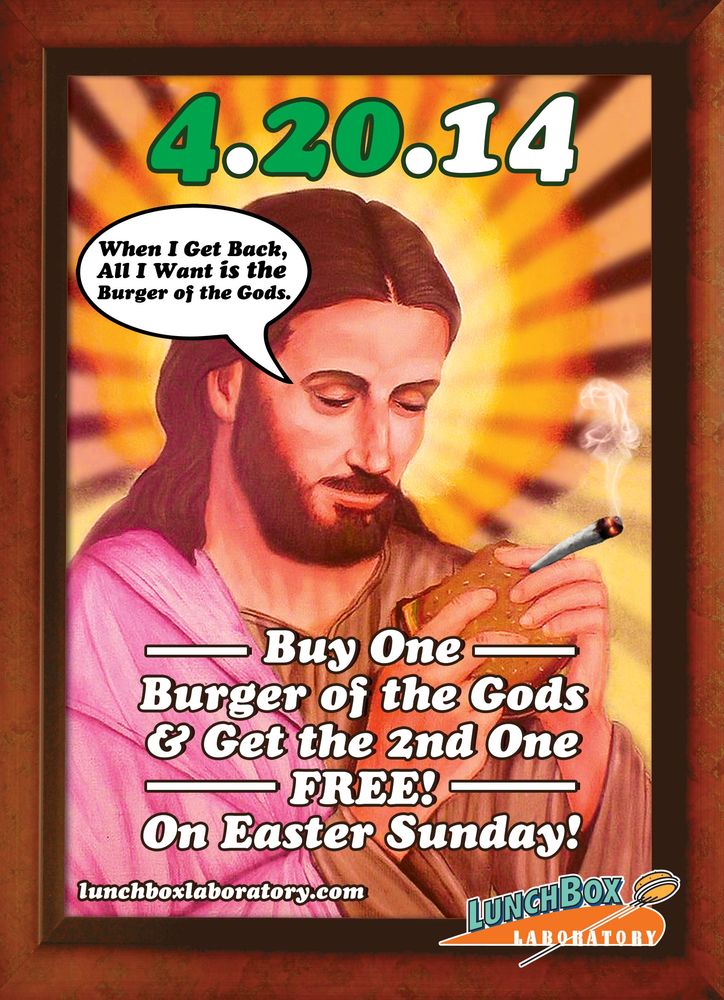 4.20.14
When I Get Back,
All I Want is the
Burger of the Gods.
Buy One
Burger of the Gods
& Get the 2nd One
FREE!
On Easter Sunday!
lunchboxlaboratory.com
LUNCHBOX
LABORATORY